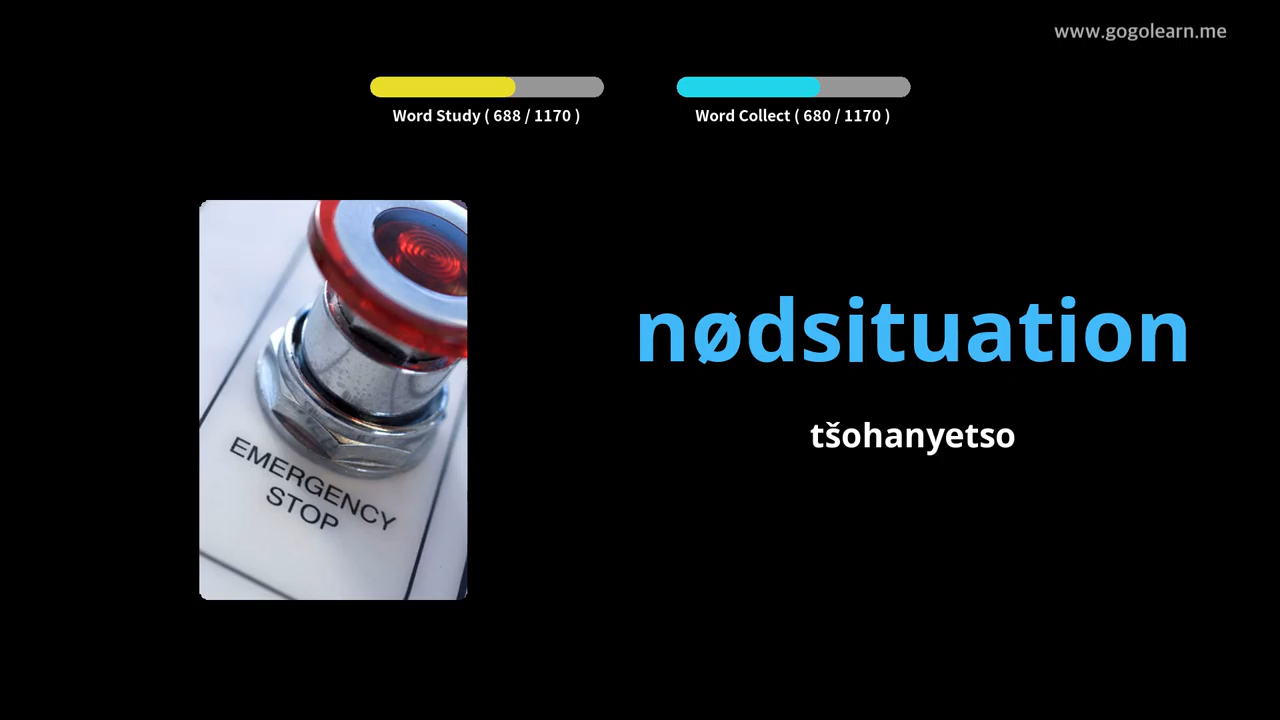 www.gogolearn.me
Word Study ( 688 / 1170 )
Word Collect ( 680 / 1170 )
nødsituation
tšohanyetso
EMERGENCY
STOP